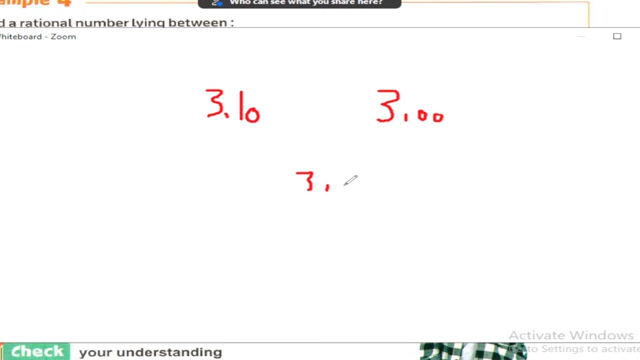 ample 4
Who can see what you share here?
d a rational number lying between :
Whiteboard - Zoom
3.10 3.00
3.
Activate Windows
Go to Settings to activate
Check your understanding